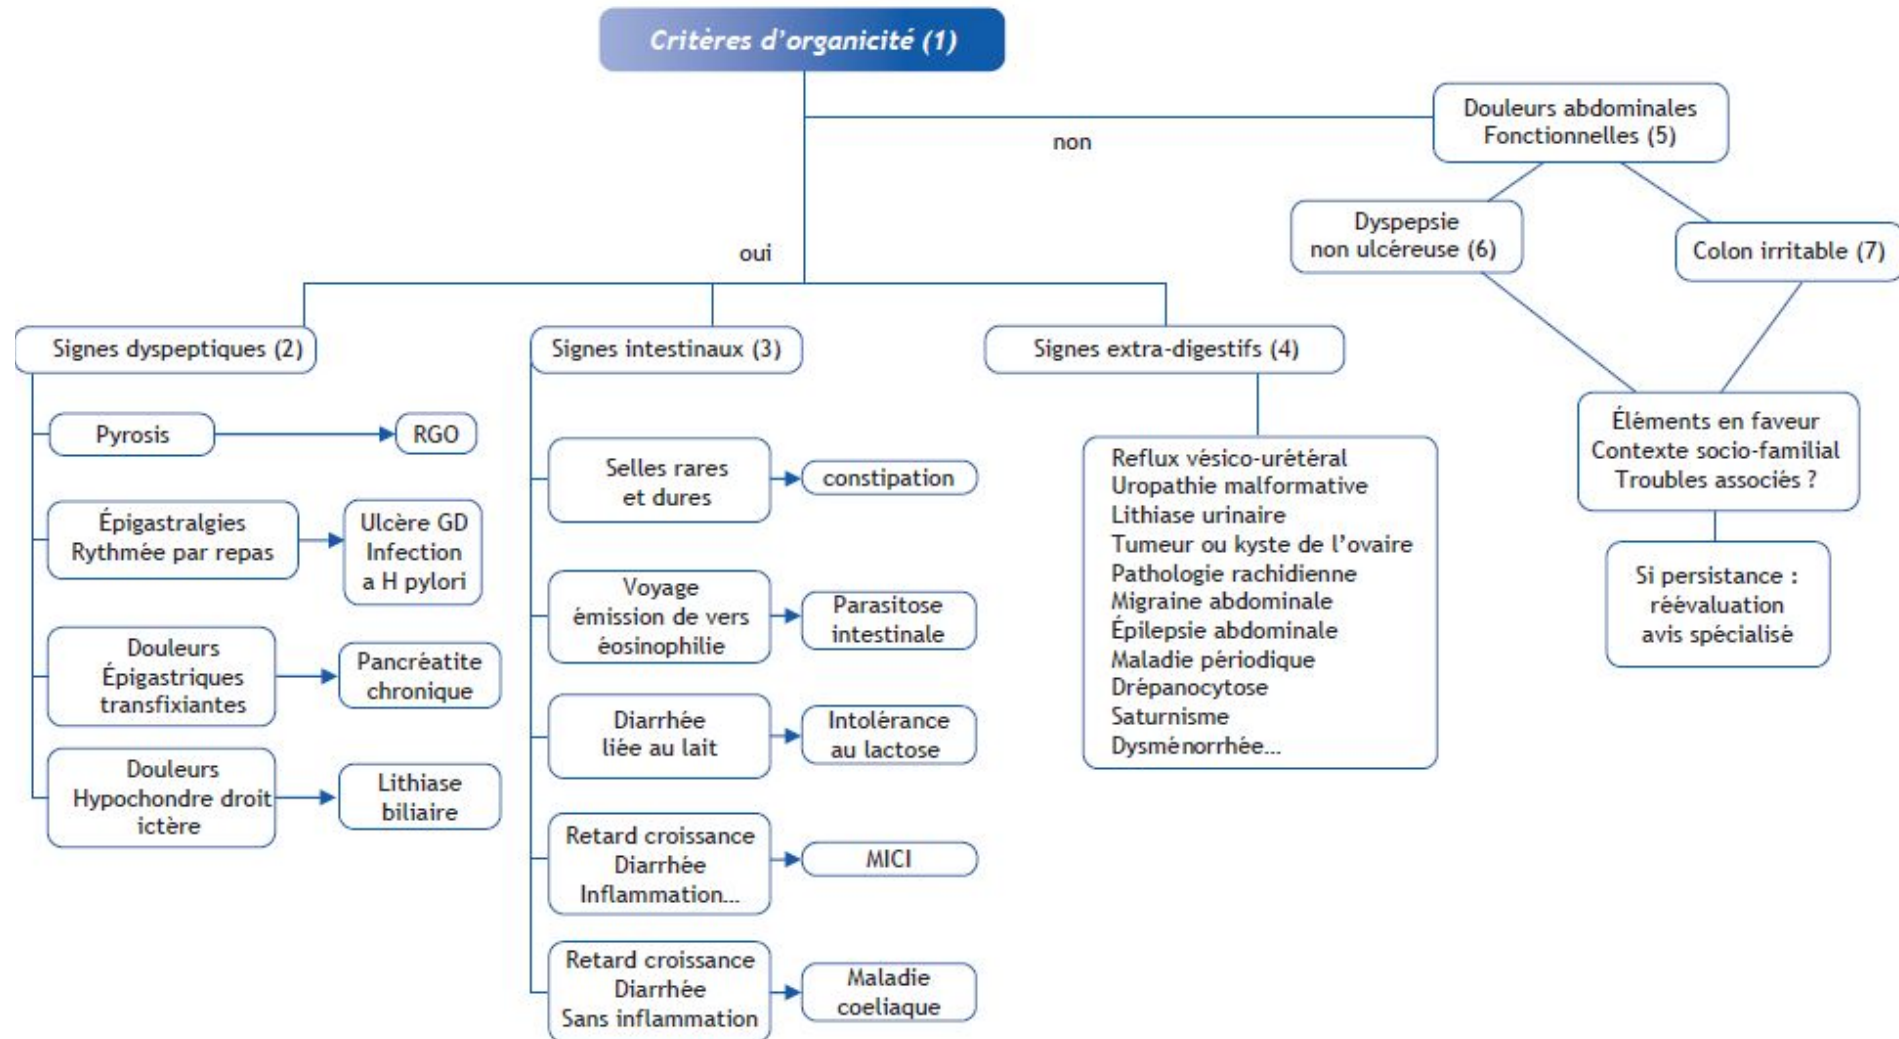 Critères d'organicité (1)
non
Douleurs abdominales
Fonctionnelles (5)
Dyspepsie
non ulcéreuse (6)
Colon irritable (7)
oui
Signes dyspeptiques (2)
Signes intestinaux (3)
Signes extra-digestifs (4)
Pyrosis
RGO
Épigastralgies
Rythmée par repas
Ulcère GD
Infection
a H pylori
Douleurs
Épigastriques
transfixiantes
Pancréatite
chronique
Douleurs
Hypochondre droit
ictère
Lithiase
biliaire
Selles rares
et dures
constipation
Voyage
émission de vers
éosinophilie
Parasitose
intestinale
Diarrhée
liée au lait
Intolérance
au lactose
Retard croissance
Diarrhée
Inflammation...
MICI
Retard croissance
Diarrhée
Sans inflammation
Maladie
coeliaque
Reflux vésico-urétéral
Uropathie malformative
Lithiase urinaire
Tumeur ou kyste de l'ovaire
Pathologie rachidienne
Migraine abdominale
Épilepsie abdominale
Maladie périodique
Drépanocytose
Saturnisme
Dysménorrhée...
Éléments en faveur
Contexte socio-familial
Troubles associés ?
Si persistance :
réévaluation
avis spécialisé